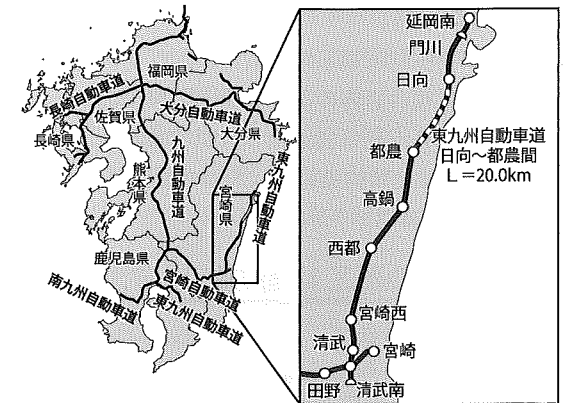 福岡県
長崎自動車道
佐賀県
長崎県
大分自動車道
大分県
九州自動車道
熊本県
東九州自動車道
宮崎県
鹿児島県
宮崎自動車道
南九州自動車道
東九州自動車道
延岡南
門川
日向
東九州自動車道
日向～都農間
L=20.0km
都農
高鍋
西都
宮崎西
清武
宮崎
田野
清武南